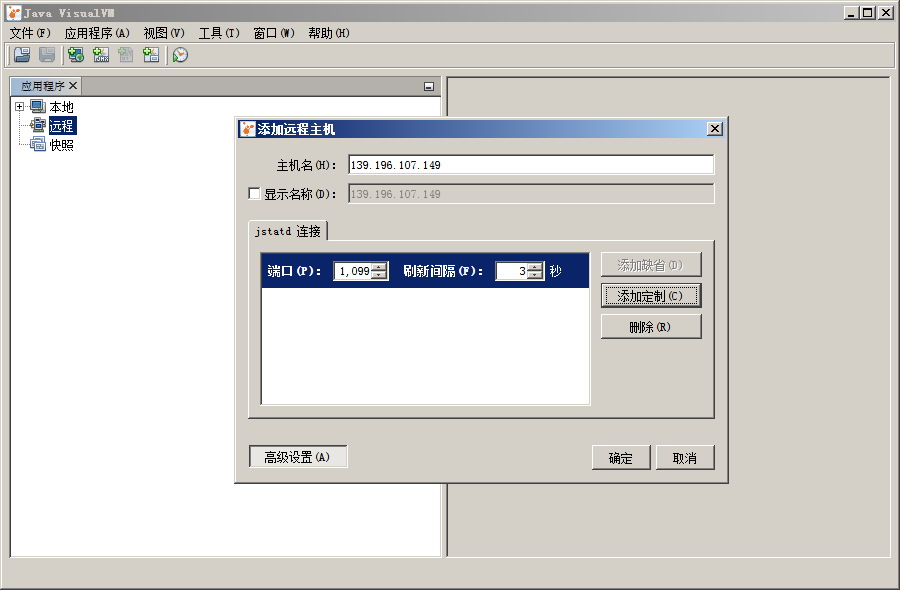 Java VisualVM
文件(F) 应用程序(A) 视图(V) 工具(T) 窗口(W) 帮助(H)
应用程序
本地
远程
快照
添加远程主机
主机名(H): 139.196.107.149
显示名称(D): 139.196.107.149
jstatd 连接
端口(P): 1,099 刷新间隔(F): 3 秒
添加缺省(D)
添加定制(C)
删除(R)
高级设置(A) 确定 取消